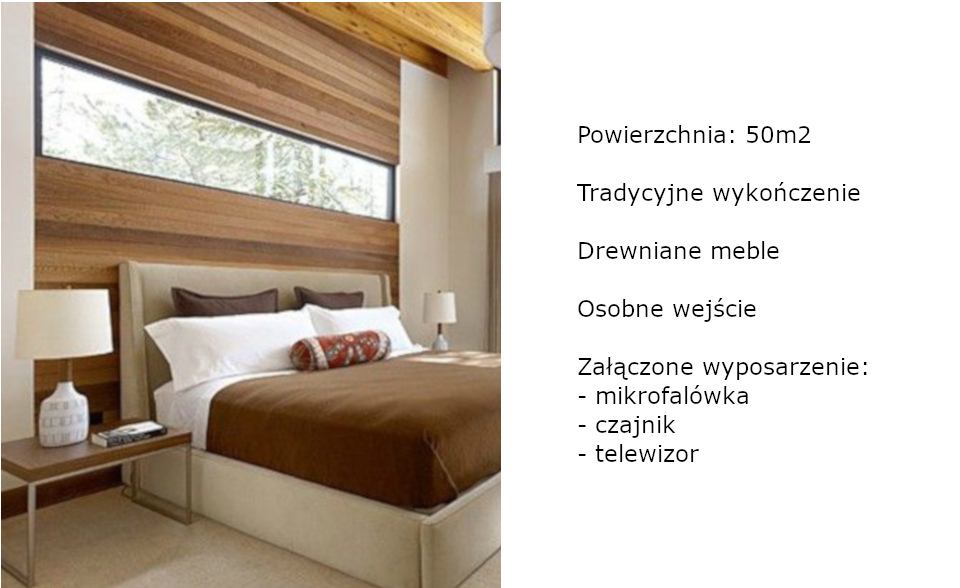 Powierzchnia: 50m2
Tradycyjne wykończenie
Drewniane meble
Osobne wejście
Załączone wyposarzenie:
- mikrofalówka
- czajnik
- telewizor